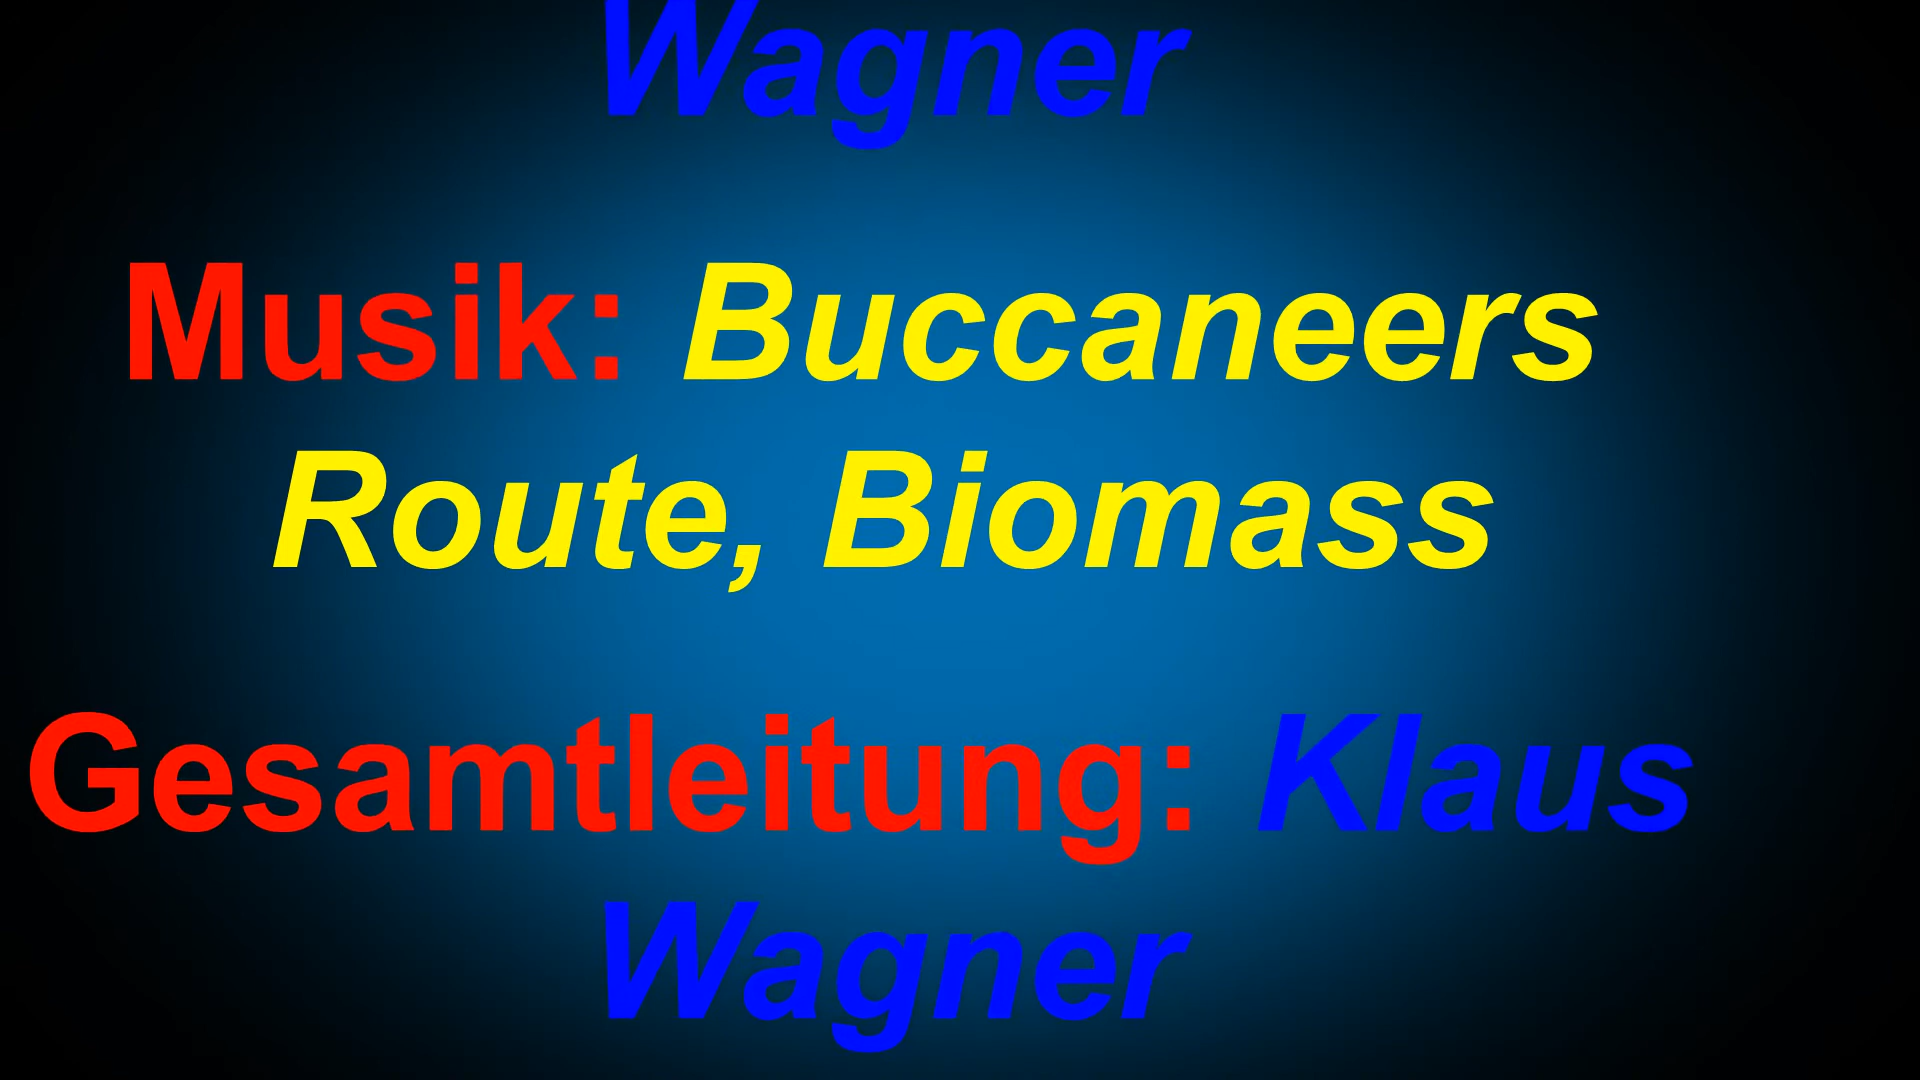 Wagner
Musik: Buccaneers
Route, Biomass
Gesamtleitung: Klaus
Wagner